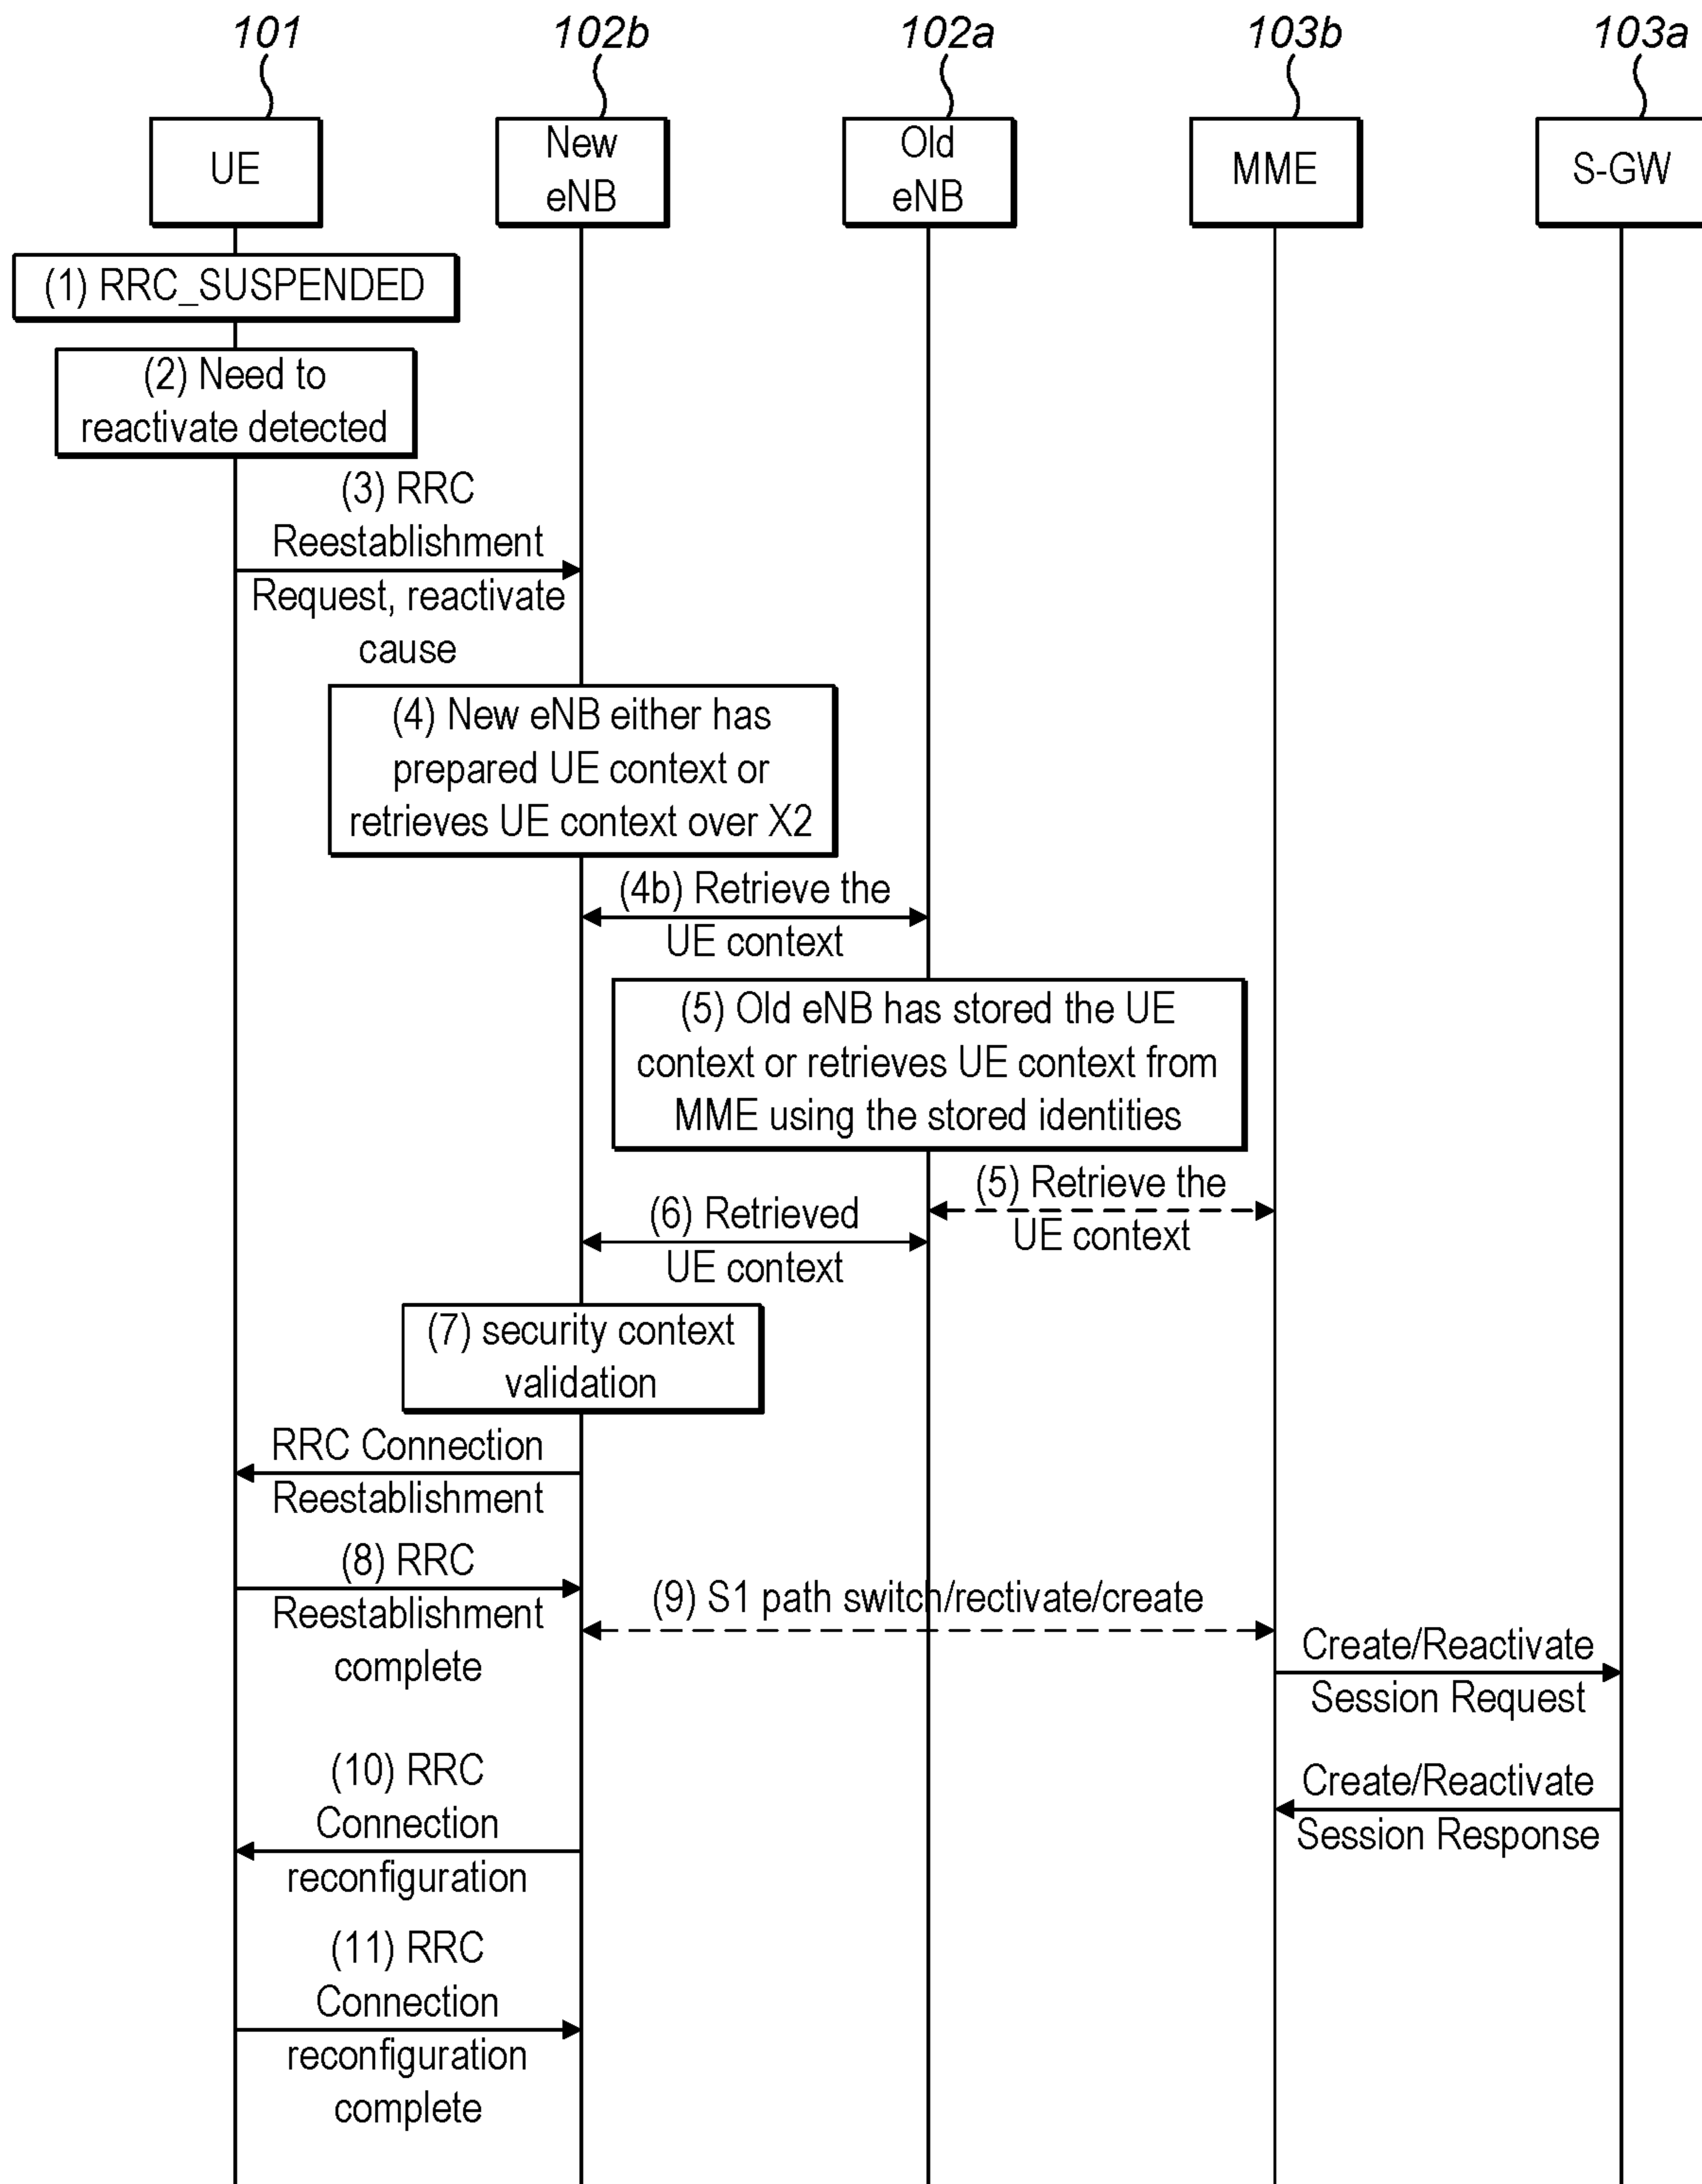 101
102b
102a
103b
103a
UE
New
eNB
Old
eNB
MME
S-GW
(1) RRC_SUSPENDED
(2) Need to
reactivate detected
(3) RRC
Reestablishment
Request, reactivate
cause
(4) New eNB either has
prepared UE context or
retrieves UE context over X2
(4b) Retrieve the
UE context
(5) Old eNB has stored the UE
context or retrieves UE context from
MME using the stored identities
(5) Retrieve the
UE context
(6) Retrieved
UE context
(7) security context
validation
RRC Connection
Reestablishment
(8) RRC
Reestablishment
complete
(9) S1 path switch/rectivate/create
Create/Reactivate
Session Request
Create/Reactivate
Session Response
(10) RRC
Connection
reconfiguration
(11) RRC
Connection
reconfiguration
complete